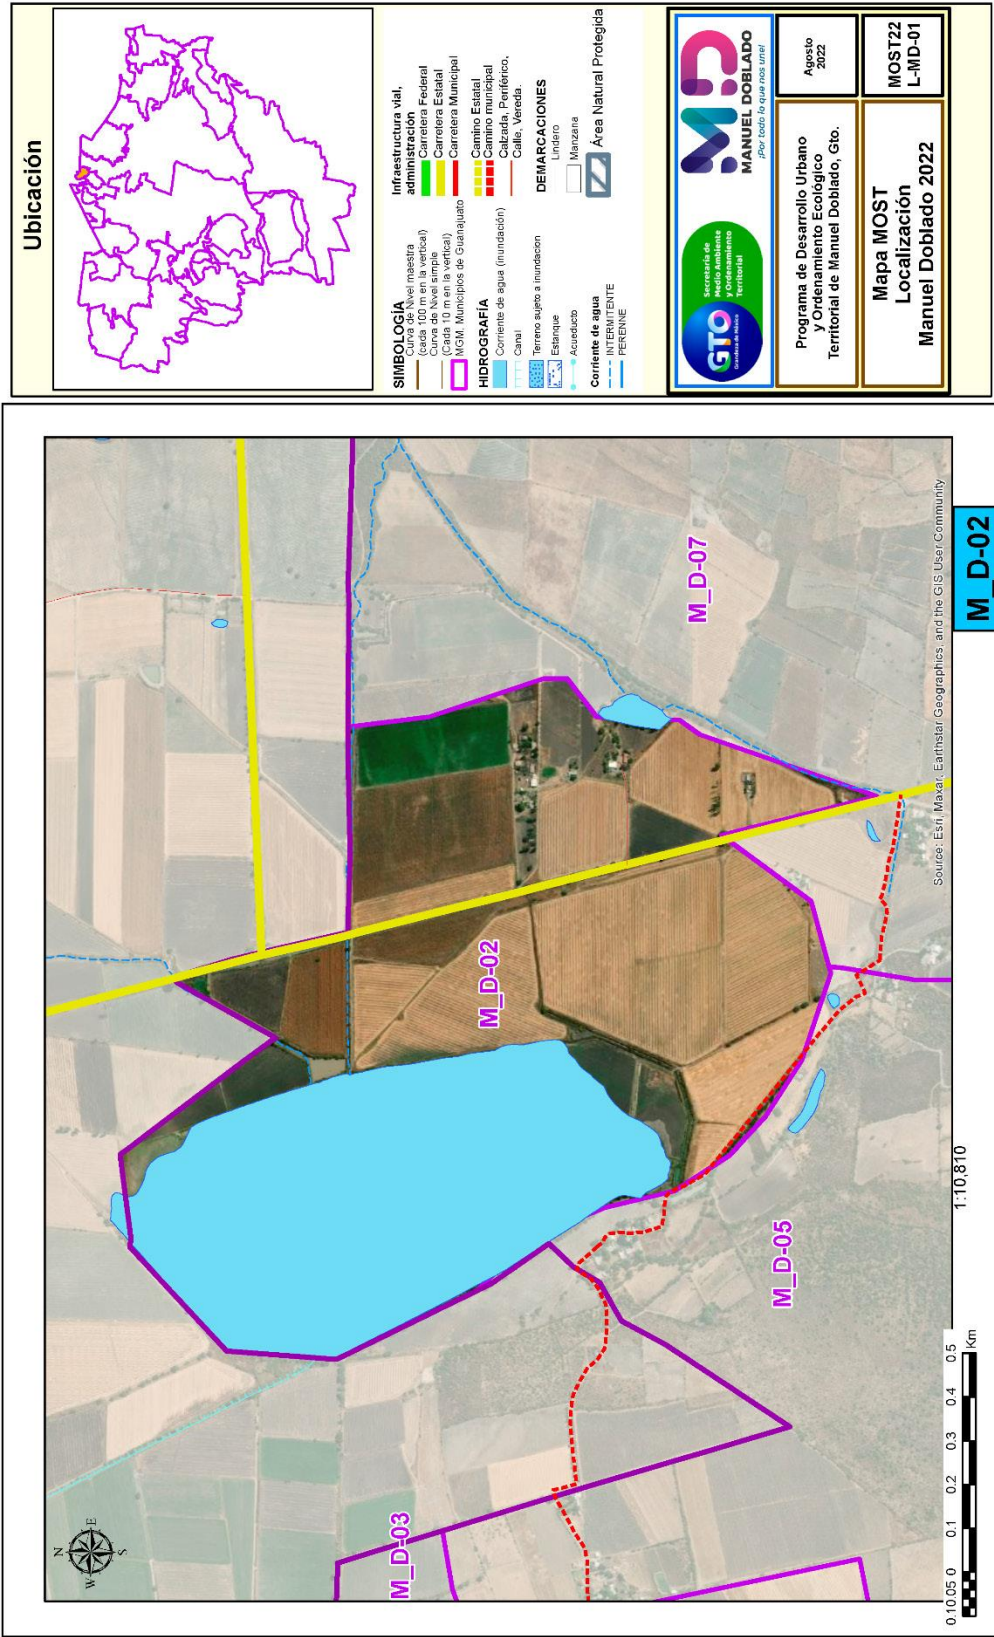 Ubicación
SIMBOLOGÍA
Curva de Nivel maestra
(cada 100 m en la vertical)
Curva de Nivel simple
(Cada 10 m en la vertical)
MGM. Municipios de Guanajuato
HIDROGRAFÍA
Corriente de agua (inundación)
Canal
Terreno sujeto a inundacion
Estanque
Acueducto
Corriente de agua
INTERMITENTE
PERENNE
Infraestructura vial,
administración
Carretera Federal
Carretera Estatal
Carretera Municipal
Camino Estatal
Camino municipal
Calzada, Periférico,
Calle, Vereda.
DEMARCACIONES
Lindero
Manzana
Área Natural Protegida
GTO
Grandeza de México
Secretaría de
Medio Ambiente
y Ordenamiento
Territorial
MD
MANUEL DOBLADO
¡Por todo lo que nos une!
Programa de Desarrollo Urbano
y Ordenamiento Ecológico
Territorial de Manuel Doblado, Gto.
Agosto
2022
Mapa MOST
Localización
Manuel Doblado 2022
MOST22
L-MD-01
N
W
E
S
M_D-03
M_D-02
M_D-07
M_D-05
0.1 0.05 0 0.1 0.2 0.3 0.4 0.5
Km
1:10,810
Source: Esri, Maxar, Earthstar Geographics, and the GIS User Community
M_D-02